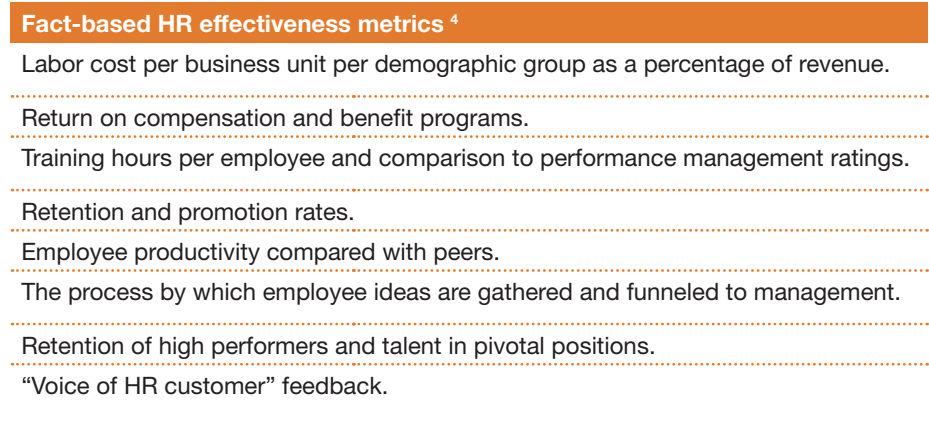 Fact-based HR effectiveness metrics 4
Labor cost per business unit per demographic group as a percentage of revenue.
Return on compensation and benefit programs.
Training hours per employee and comparison to performance management ratings.
Retention and promotion rates.
Employee productivity compared with peers.
The process by which employee ideas are gathered and funneled to management.
Retention of high performers and talent in pivotal positions.
“Voice of HR customer” feedback.